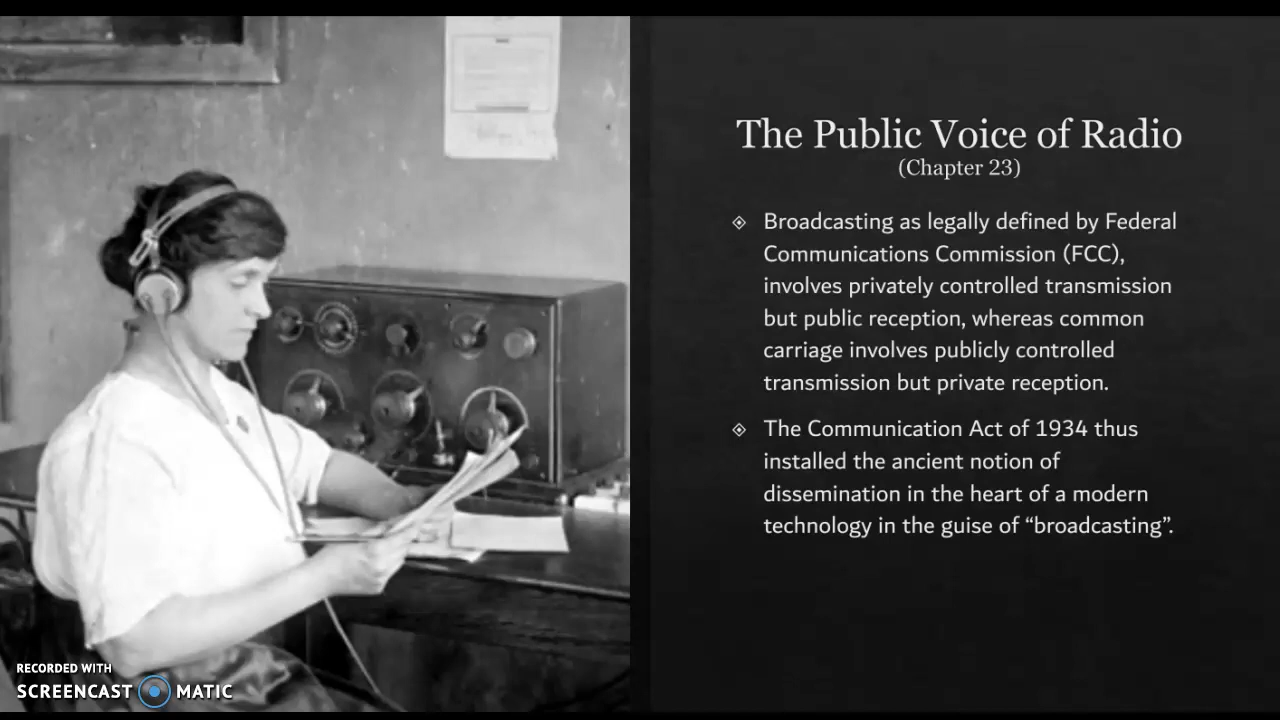 The Public Voice of Radio
(Chapter 23)
Broadcasting as legally defined by Federal
Communications Commission (FCC),
involves privately controlled transmission
but public reception, whereas common
carriage involves publicly controlled
transmission but private reception.
The Communication Act of 1934 thus
installed the ancient notion of
dissemination in the heart of a modern
technology in the guise of “broadcasting”.
RECORDED WITH
SCREENCAST MATIC